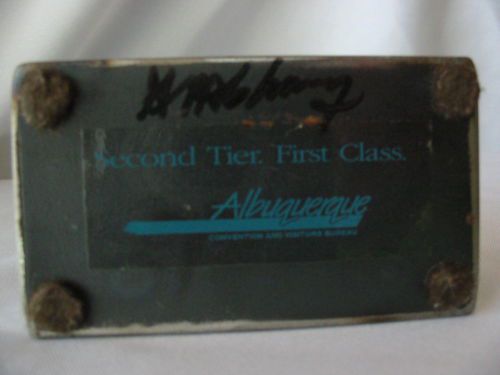 Second Tier. First Class.
Albuquerque
CONVENTION AND VISITORS BUREAU